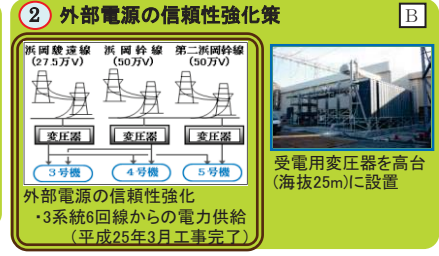 ② 外部電源の信頼性強化策 B
浜岡駿遠線 浜岡幹線 第二浜岡幹線
(27.5万V) (50万V) (50万V)
変圧器 変圧器 変圧器
3号機 4号機 5号機
外部電源の信頼性強化
・3系統6回線からの電力供給
(平成25年3月工事完了)
受電用変圧器を高台
(海抜25m)に設置